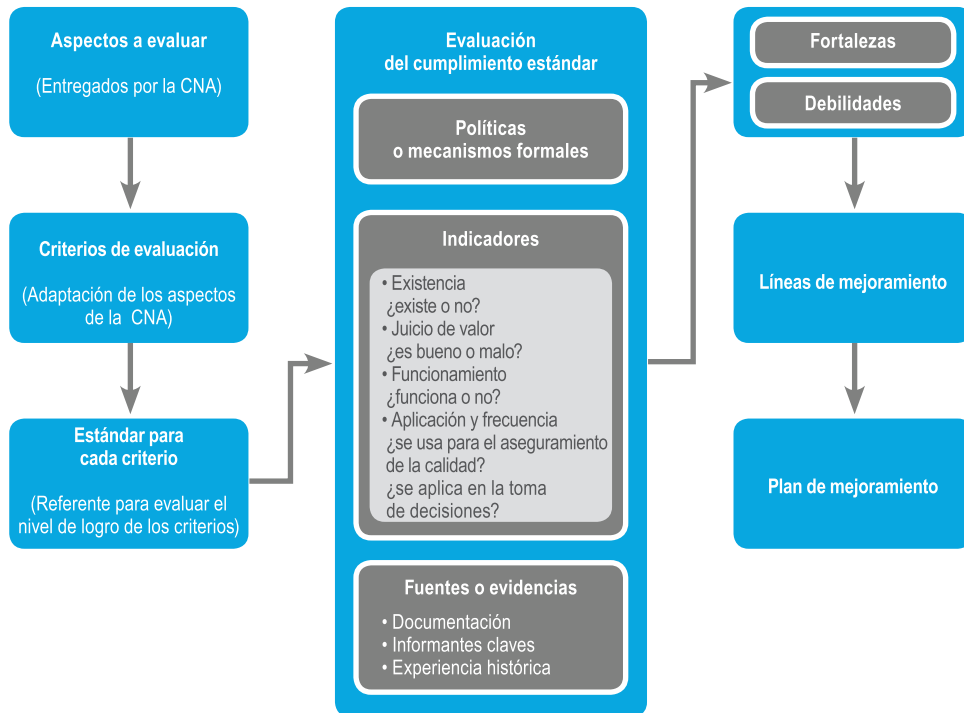 Aspectos a evaluar
(Entregados por la CNA)
Criterios de evaluación
(Adaptación de los aspectos
de la CNA)
Estándar para
cada criterio
(Referente para evaluar el
nivel de logro de los criterios)
Evaluación
del cumplimiento estándar
Políticas
o mecanismos formales
Indicadores
• Existencia
¿existe o no?
• Juicio de valor
¿es bueno o malo?
• Funcionamiento
¿funciona o no?
• Aplicación y frecuencia
¿se usa para el aseguramiento
de la calidad?
¿se aplica en la toma
de decisiones?
Fuentes o evidencias
• Documentación
• Informantes claves
• Experiencia histórica
Fortalezas
Debilidades
Líneas de mejoramiento
Plan de mejoramiento